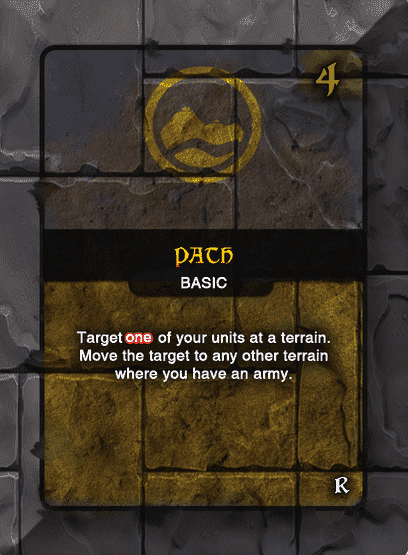 4
PATH
BASIC
Target one of your units at a terrain.
Move the target to any other terrain
where you have an army.
R